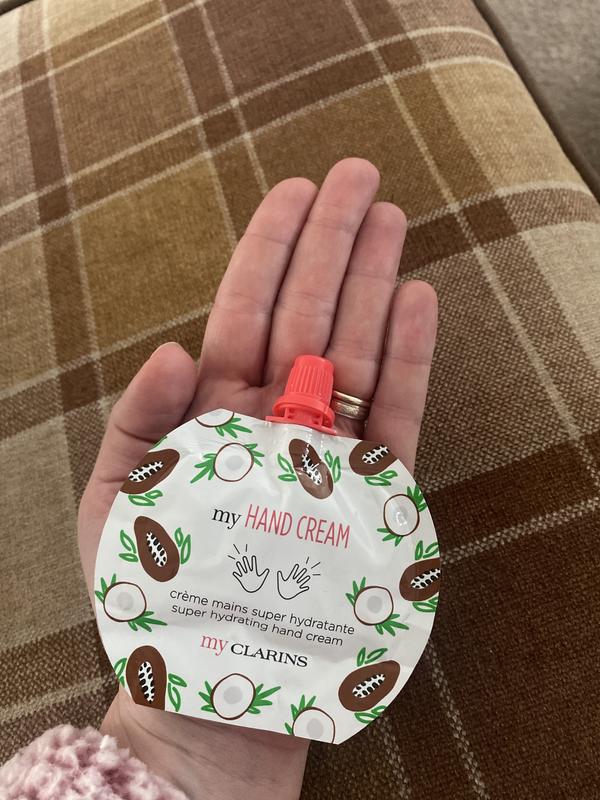 my HAND CREAM
crème mains super hydratante
super hydrating hand cream
my CLARINS